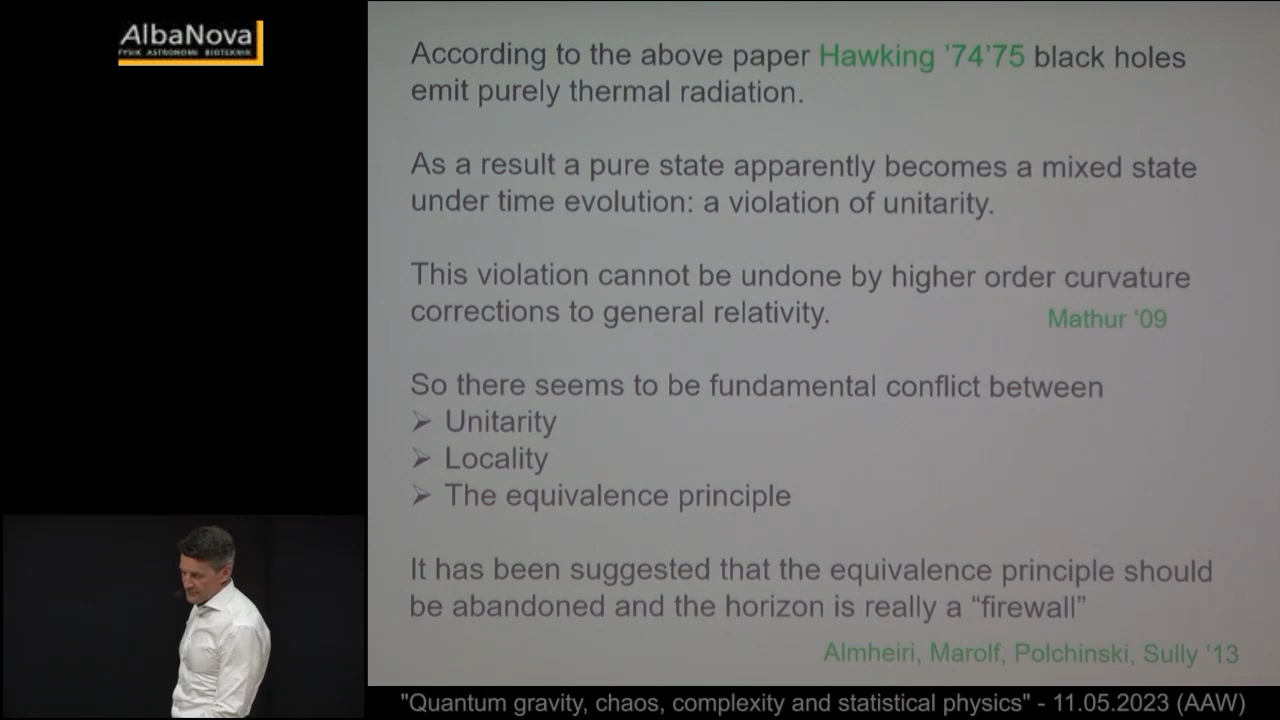 AlbaNova
FYSIK ASTRONOMI BIOTEKNIK
According to the above paper Hawking '74'75 black holes
emit purely thermal radiation.
As a result a pure state apparently becomes a mixed state
under time evolution: a violation of unitarity.
This violation cannot be undone by higher order curvature
corrections to general relativity.
Mathur ‘09
So there seems to be fundamental conflict between
➢ Unitarity
➢ Locality
➢ The equivalence principle
It has been suggested that the equivalence principle should
be abandoned and the horizon is really a “firewall”
Almheiri, Marolf, Polchinski, Sully ‘13
"Quantum gravity, chaos, complexity and statistical physics" - 11.05.2023 (AAW)